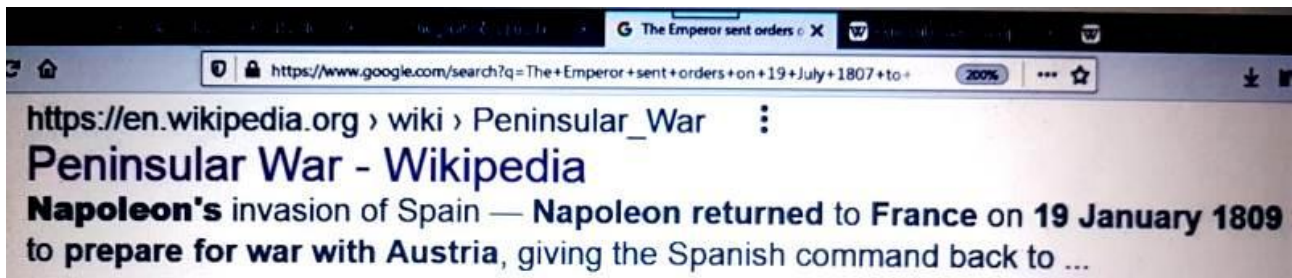 G The Emperor sent orders o X
https://www.google.com/search?q=The+Emperor+sent+orders+on+19+July+1807+to+ 200%
https://en.wikipedia.org › wiki › Peninsular_War
Peninsular War - Wikipedia
Napoleon's invasion of Spain — Napoleon returned to France on 19 January 1809
to prepare for war with Austria, giving the Spanish command back to ...